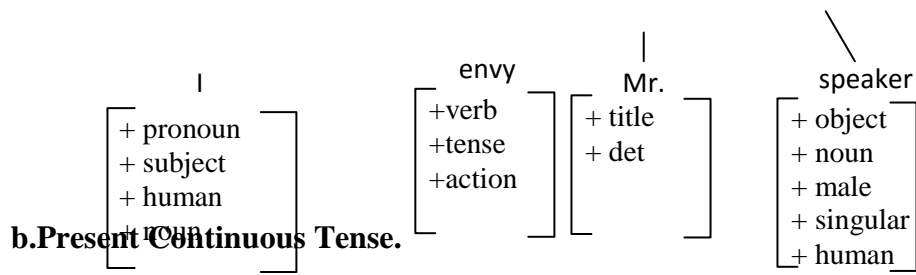 I
envy
Mr.
speaker
+ pronoun
+ subject
+ human
+ noun
+verb
+tense
+action
+ title
+ det
+ object
+ noun
+ male
+ singular
+ human
b.Present Continuous Tense.